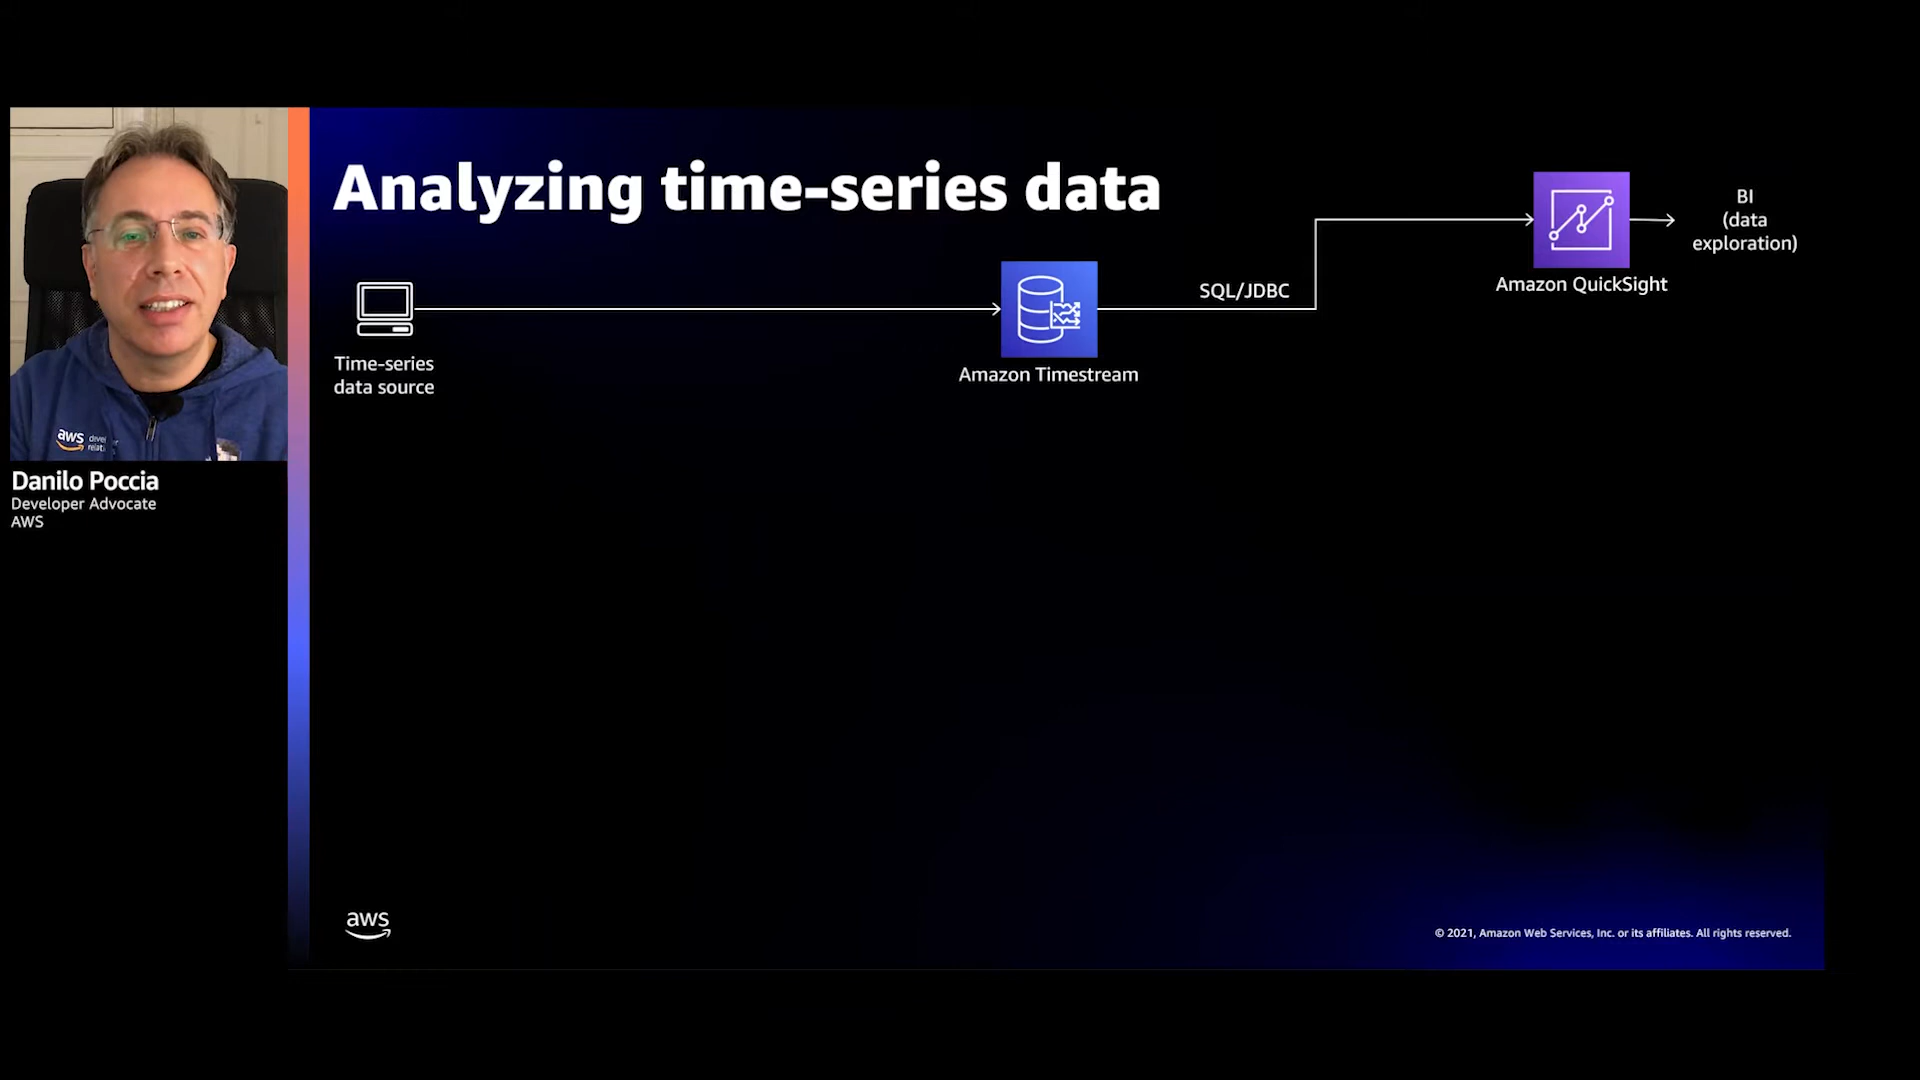 Analyzing time-series data
BI
(data
exploration)
Amazon QuickSight
SQL/JDBC
Time-series
data source
Amazon Timestream
aws
Danilo Poccia
Developer Advocate
AWS
aws
© 2021, Amazon Web Services, Inc. or its affiliates. All rights reserved.